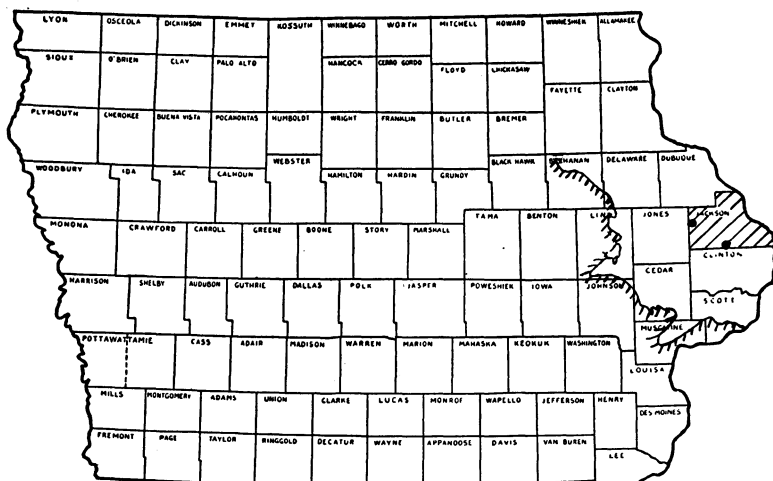 LYON OSCEOLA DICKINSON EMMET KOSSUTH WINNEBAGO WORTH MITCHELL HOWARD WINNESHIEK ALLAMAKEE
SIOUX O'BRIEN CLAY PALO ALTO HANCOCK CERRO GORDO FLOYD CHICKASAW
FAYETTE CLAYTON
PLYMOUTH CHEROKEE BUENA VISTA POCAHONTAS HUMBOLDT WRIGHT FRANKLIN BUTLER BREMER
WEBSTER BLACK HAWK BUCHANAN DELAWARE DUBUQUE
WOODBURY IDA SAC CALHOUN HAMILTON HARDIN GRUNDY
MONONA CRAWFORD CARROLL GREENE BOONE STORY MARSHALL TAMA BENTON LINN JONES JACKSON
CLINTON
CEDAR
HARRISON SHELBY AUDUBON GUTHRIE DALLAS POLK JASPER POWESHIEK IOWA JOHNSON
SCOTT
MUSCATINE
POTTAWATTAMIE CASS ADAIR MADISON WARREN MARION MAHASKA KEOKUK WASHINGTON
LOUISA
MILLS MONTGOMERY ADAMS UNION CLARKE LUCAS MONROE WAPELLO JEFFERSON HENRY
DES MOINES
FREMONT PAGE TAYLOR RINGGOLD DECATUR WAYNE APPANOOSE DAVIS VAN BUREN
LEE